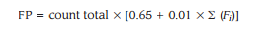 FP = count total × [0.65 + 0.01 × Σ (Fᵢ)]